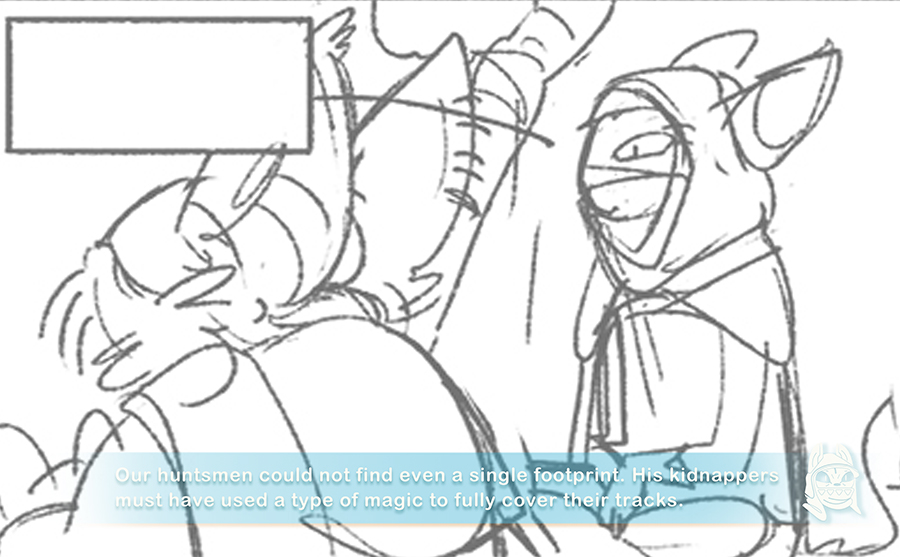 Our huntsmen could not find even a single footprint. His kidnappers
must have used a type of magic to fully cover their tracks.